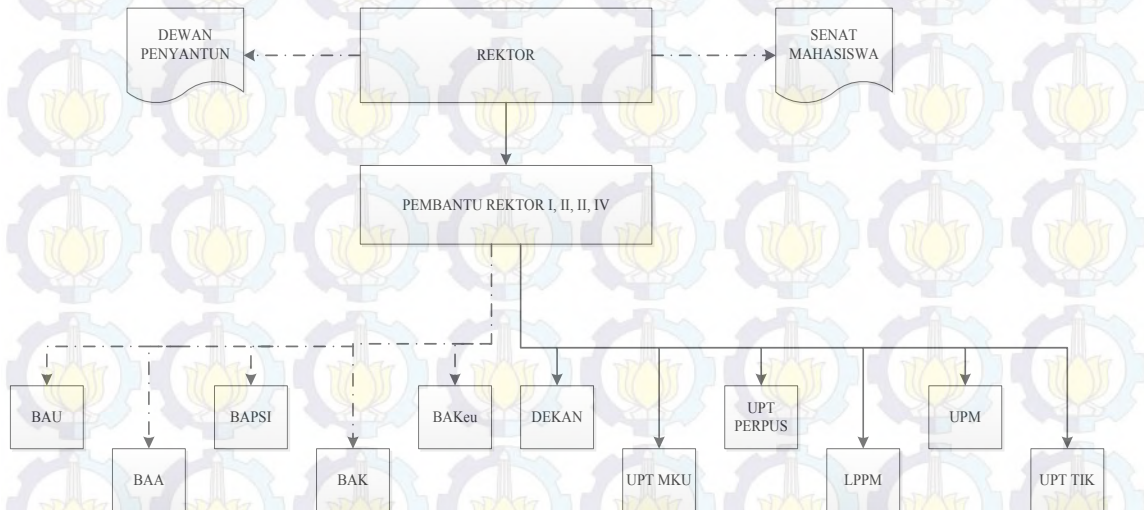 DEWAN
PENYANTUN
REKTOR
SENAT
MAHASISWA
PEMBANTU REKTOR I, II, II, IV
BAU
BAPSI
BAKeu
DEKAN
UPT
PERPUS
UPM
BAA
BAK
UPT MKU
LPPM
UPT TIK